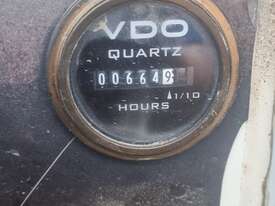 VDO
QUARTZ
006649
1/10
HOURS